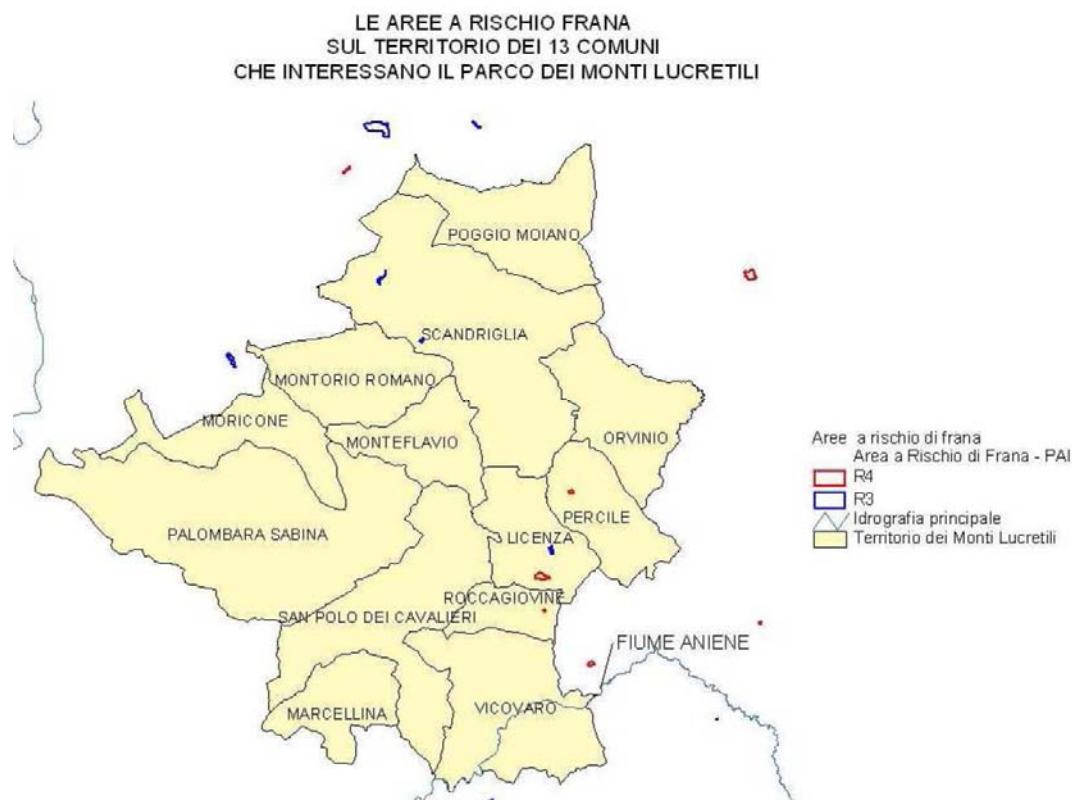 LE AREE A RISCHIO FRANA
SUL TERRITORIO DEI 13 COMUNI
CHE INTERESSANO IL PARCO DEI MONTI LUCRETILI
POGGIO MOIANO
SCANDRIGLIA
MONTORIO ROMANO
MORICONE
MONTEFLAVIO
ORVINIO
PALOMBARA SABINA
LICENZA
PERCILE
ROCCAGIOVINE
SAN POLO DEI CAVALIERI
FIUME ANIENE
MARCELLINA
VICOVARO
Aree a rischio di frana
Area a Rischio di Frana - PAI
R4
R3
Idrografia principale
Territorio dei Monti Lucretili